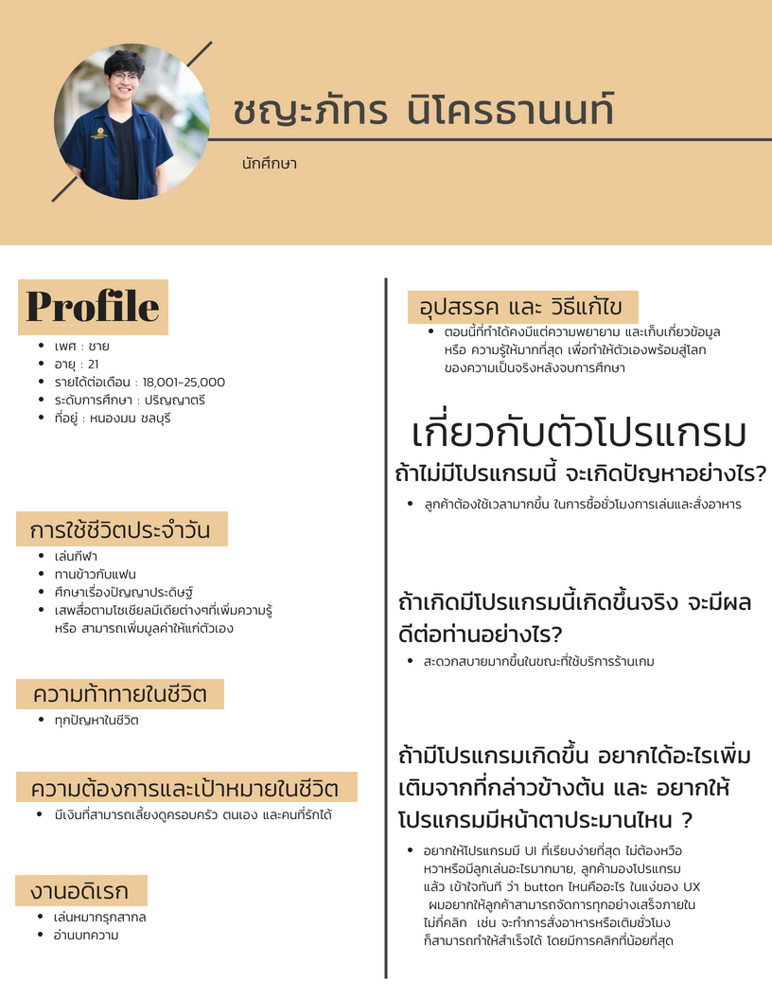 ชญะภัทร นิโครธานนท์
นักศึกษา
Profile
• เพศ : ชาย
• อายุ : 21
• รายได้ต่อเดือน : 18,001-25,000
• ระดับการศึกษา : ปริญญาตรี
• ที่อยู่ : หนองมน ชลบุรี
การใช้ชีวิตประจำวัน
• เล่นกีฬา
• ทานข้าวกับแฟน
• ศึกษาเรื่องปัญญาประดิษฐ์
• เสพสื่อตามโซเชียลมีเดียต่างๆที่เพิ่มความรู้
หรือ สามารถเพิ่มมูลค่าให้แก่ตัวเอง
ความท้าทายในชีวิต
• ทุกปัญหาในชีวิต
ความต้องการและเป้าหมายในชีวิต
• มีเงินที่สามารถเลี้ยงดูครอบครัว ตนเอง และคนที่รักได้
งานอดิเรก
• เล่นหมากรุกสากล
• อ่านบทความ
อุปสรรค และ วิธีแก้ไข
• ตอนนี้ที่ทำได้คงมีแต่ความพยายาม และเก็บเกี่ยวข้อมูล
หรือ ความรู้ให้มากที่สุด เพื่อทำให้ตัวเองพร้อมสู่โลก
ของความเป็นจริงหลังจบการศึกษา
เกี่ยวกับตัวโปรแกรม
ถ้าไม่มีโปรแกรมนี้ จะเกิดปัญหาอย่างไร?
• ลูกค้าต้องใช้เวลามากขึ้น ในการซื้อชั่วโมงการเล่นและสั่งอาหาร
ถ้าเกิดมีโปรแกรมนี้เกิดขึ้นจริง จะมีผล
ดีต่อท่านอย่างไร?
• สะดวกสบายมากขึ้นในขณะที่ใช้บริการร้านเกม
ถ้ามีโปรแกรมเกิดขึ้น อยากได้อะไรเพิ่ม
เติมจากที่กล่าวข้างต้น และ อยากให้
โปรแกรมมีหน้าตาประมานไหน ?
• อยากให้โปรแกรมมี UI ที่เรียบง่ายที่สุด ไม่ต้องหวือ
หวาหรือมีลูกเล่นอะไรมากมาย, ลูกค้ามองโปรแกรม
แล้ว เข้าใจทันที ว่า button ไหนคืออะไร ในแง่ของ UX
ผมอยากให้ลูกค้าสามารถจัดการทุกอย่างเสร็จภายใน
ไม่กี่คลิก เช่น จะทำการสั่งอาหารหรือเติมชั่วโมง
ก็สามารถทำให้สำเร็จได้ โดยมีการคลิกที่น้อยที่สุด